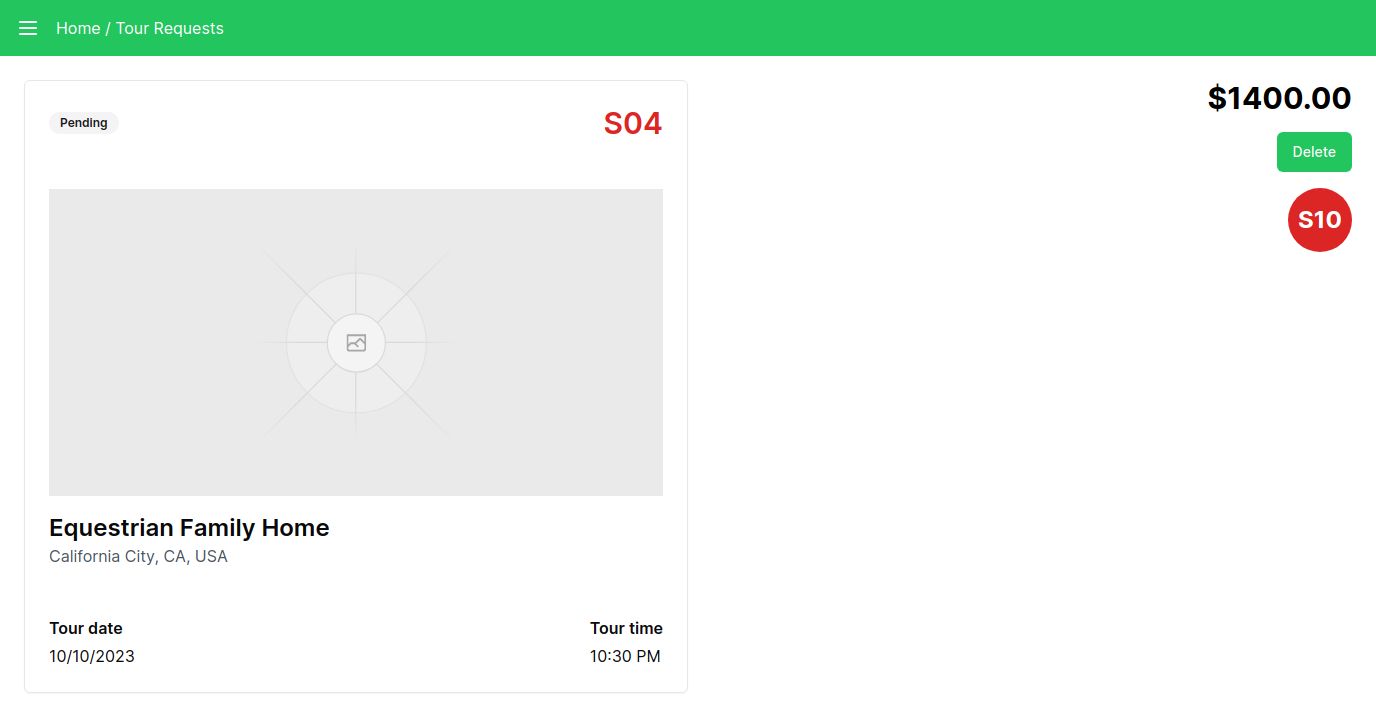 Home / Tour Requests
Pending
S04
Equestrian Family Home
California City, CA, USA
Tour date
10/10/2023
Tour time
10:30 PM
$1400.00
Delete
S10